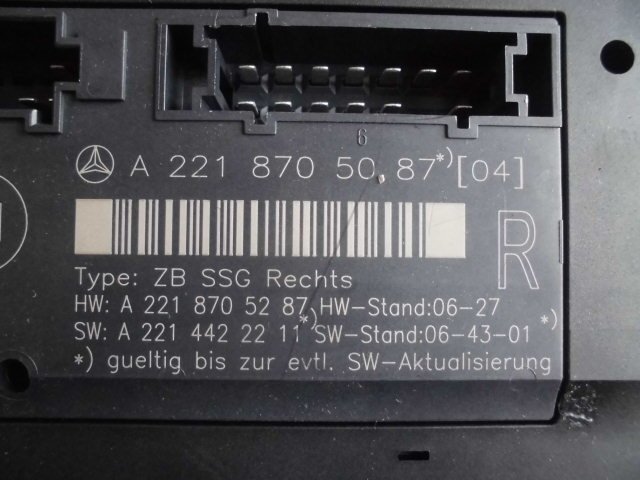 6
A 221 870 50 87*)[04]
R
Type: ZB SSG Rechts
HW: A 221 870 52 87 HW-Stand:06-27
SW: A 221 442 22 11*) SW-Stand:06-43-01 *)
*) gueltig bis zur evtl. SW-Aktualisierung